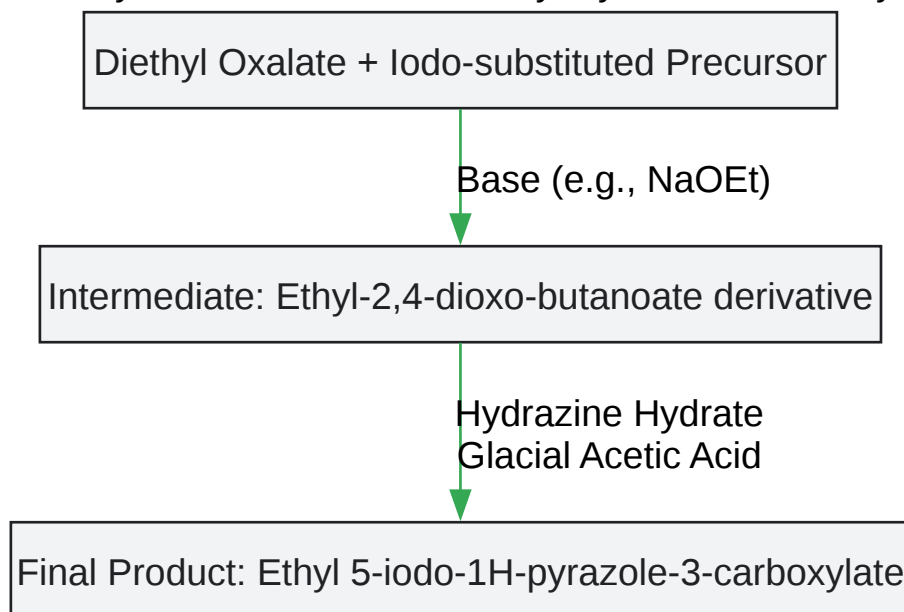 Diethyl Oxalate + Iodo-substituted Precursor
Base (e.g., NaOEt)
Intermediate: Ethyl-2,4-dioxo-butanoate derivative
Hydrazine Hydrate
Glacial Acetic Acid
Final Product: Ethyl 5-iodo-1H-pyrazole-3-carboxylate